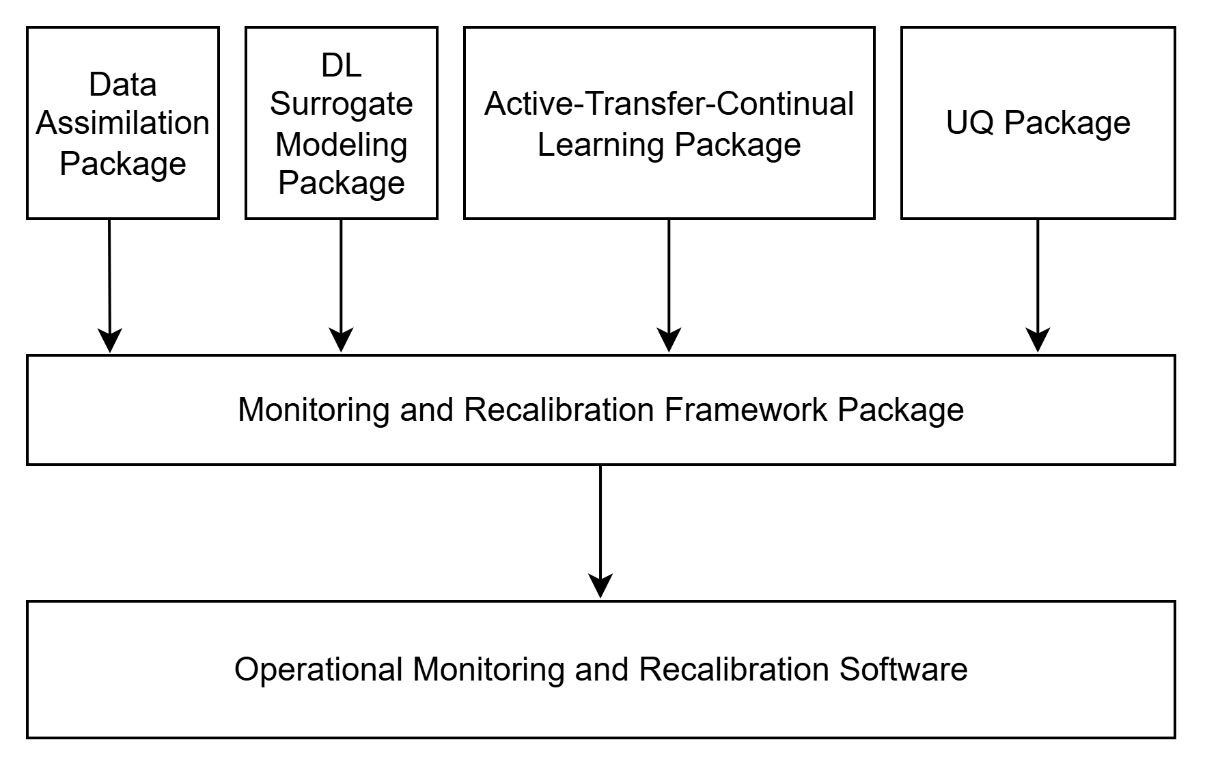 Data
Assimilation
Package
DL
Surrogate
Modeling
Package
Active-Transfer-Continual
Learning Package
UQ Package
Monitoring and Recalibration Framework Package
Operational Monitoring and Recalibration Software